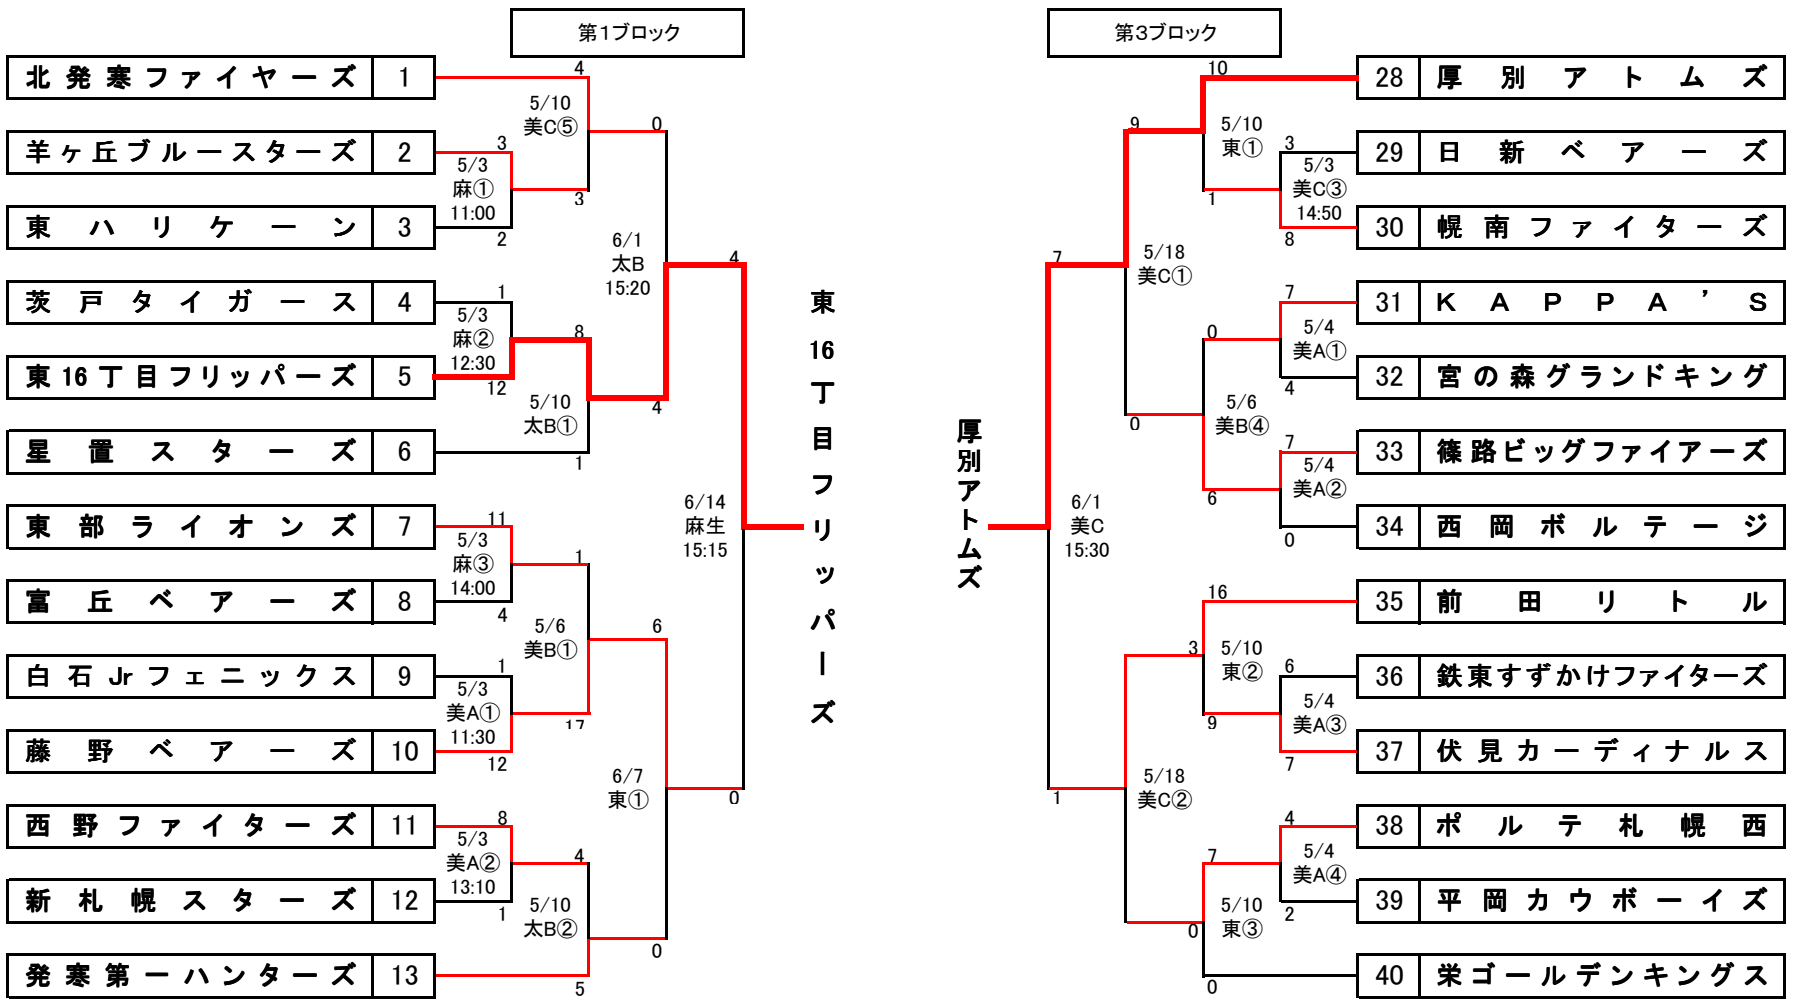 第1ブロック
北発寒ファイヤーズ 1
4
5/10
美C⑤
羊ヶ丘ブルースターズ 2
3
5/3
麻①
11:00
0
3
東ハリケーン 3
2
6/1
太B
15:20
4
茨戸タイガース 4
1
5/3
麻②
12:30
8
東16丁目フリッパーズ 5
12
5/10
太B①
4
星置スターズ 6
1
6/14
麻生
15:15
東16丁目フリッパーズ
東部ライオンズ 7
11
5/3
麻③
14:00
1
富丘ベアーズ 8
4
5/6
美B①
6
白石Jrフェニックス 9
1
5/3
美A①
11:30
17
藤野ベアーズ 10
12
6/7
東①
0
西野ファイターズ 11
8
5/3
美A②
13:10
4
新札幌スターズ 12
1
5/10
太B②
0
発寒第一ハンターズ 13
5
第3ブロック
10
28 厚別アトムズ
9
5/10
東①
3
29 日新ベアーズ
5/3
美C③
14:50
1
8
30 幌南ファイターズ
7
5/18
美C①
7
31 KAPPA'S
0
5/4
美A①
4
32 宮の森グランドキング
0
5/6
美B④
7
33 篠路ビッグファイアーズ
5/4
美A②
6
0
34 西岡ボルテージ
厚別アトムズ
6/1
美C
15:30
16
35 前田リトル
3
5/10
東②
6
36 鉄東すずかけファイターズ
5/4
美A③
9
7
37 伏見カーディナルス
1
5/18
美C②
4
38 ポルテ札幌西
7
5/4
美A④
2
39 平岡カウボーイズ
0
5/10
東③
0
40 栄ゴールデンキングス